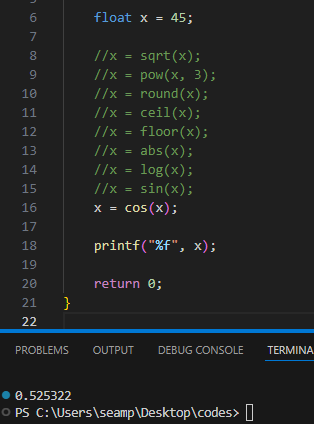 6 float x = 45;
7
8 //x = sqrt(x);
9 //x = pow(x, 3);
10 //x = round(x);
11 //x = ceil(x);
12 //x = floor(x);
13 //x = abs(x);
14 //x = log(x);
15 //x = sin(x);
16 x = cos(x);
17
18 printf("%f", x);
19
20 return 0;
21 }
22
PROBLEMS OUTPUT DEBUG CONSOLE TERMINA
0.525322
PS C:\Users\seamp\Desktop\codes>